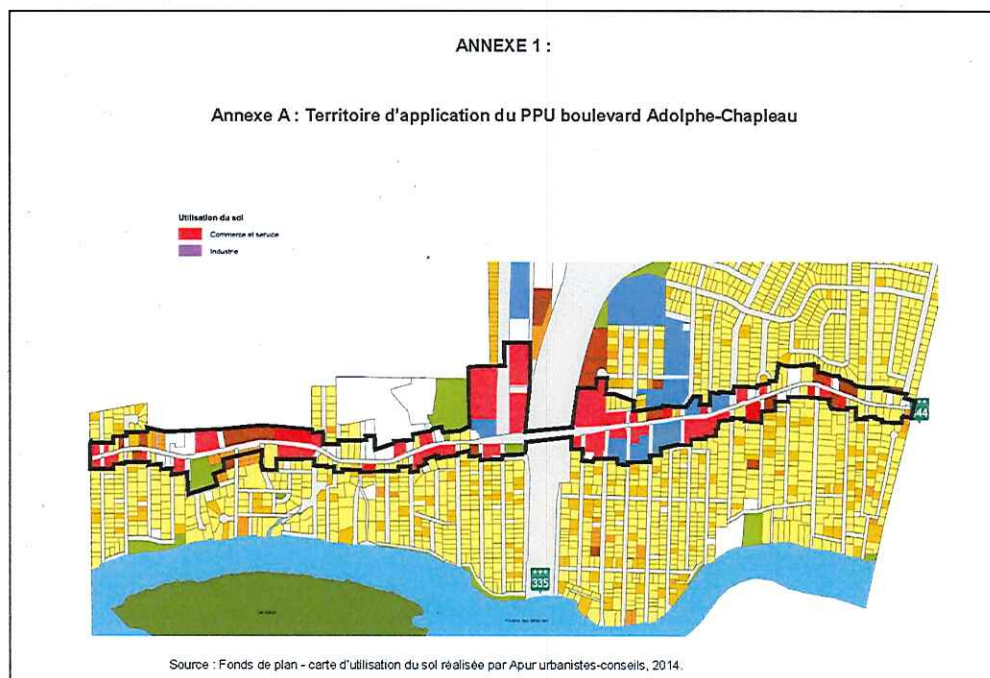 ANNEXE 1 :
Annexe A : Territoire d'application du PPU boulevard Adolphe-Chapleau
Utilisation du sol
Commerce et service
Industrie
344
335
Source : Fonds de plan - carte d'utilisation du sol réalisée par Apur urbanistes-conseils, 2014.